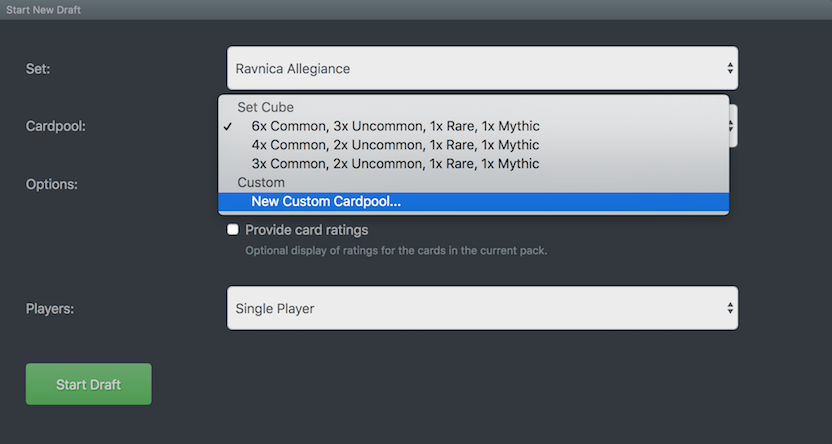 Start New Draft
Set:
Ravnica Allegiance
Cardpool:
Set Cube
✓ 6x Common, 3x Uncommon, 1x Rare, 1x Mythic
4x Common, 2x Uncommon, 1x Rare, 1x Mythic
3x Common, 2x Uncommon, 1x Rare, 1x Mythic
Custom
New Custom Cardpool...
Options:
Provide card ratings
Optional display of ratings for the cards in the current pack.
Players:
Single Player
Start Draft